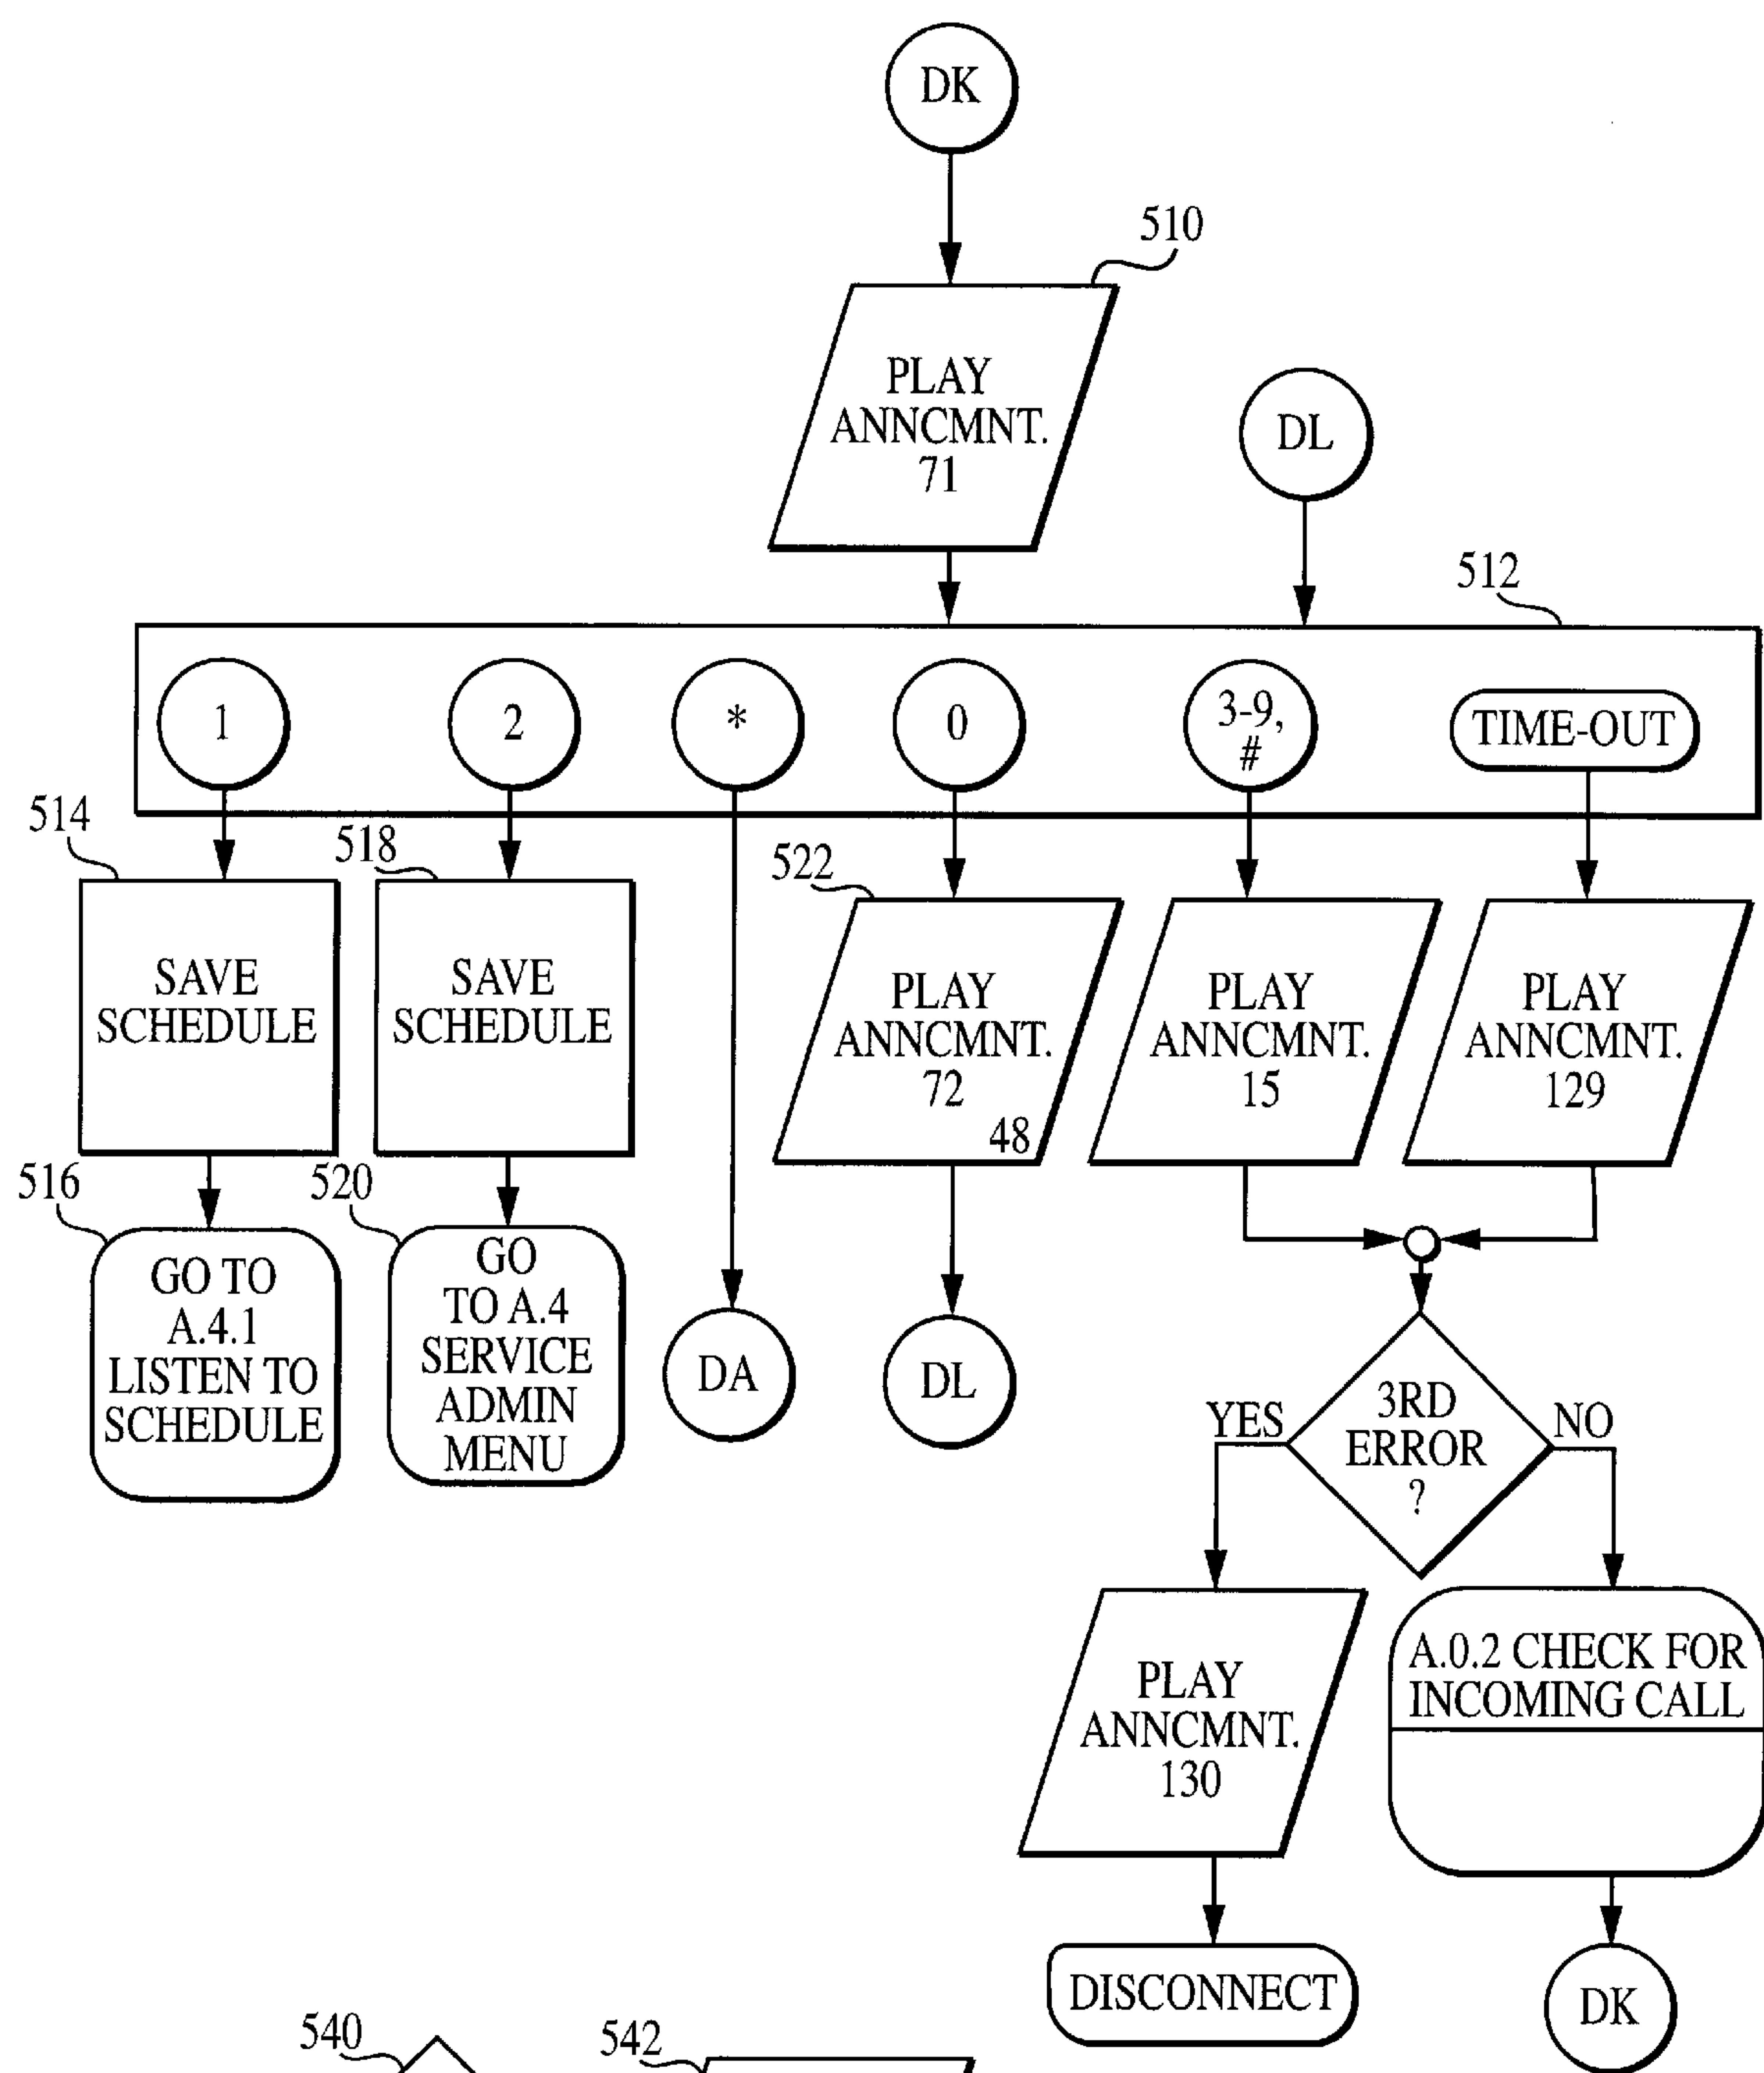 DK
510
PLAY
ANNCMNT.
71
DL
512
1
2
*
0
3-9,
#
TIME-OUT
514
SAVE
SCHEDULE
518
SAVE
SCHEDULE
522
PLAY
ANNCMNT.
72
48
PLAY
ANNCMNT.
15
PLAY
ANNCMNT.
129
516
GO TO
A.4.1
LISTEN TO
SCHEDULE
520
GO
TO A.4
SERVICE
ADMIN
MENU
DA
DL
YES
3RD
ERROR
?
NO
PLAY
ANNCMNT.
130
A.0.2 CHECK FOR
INCOMING CALL
DISCONNECT
DK
540
542